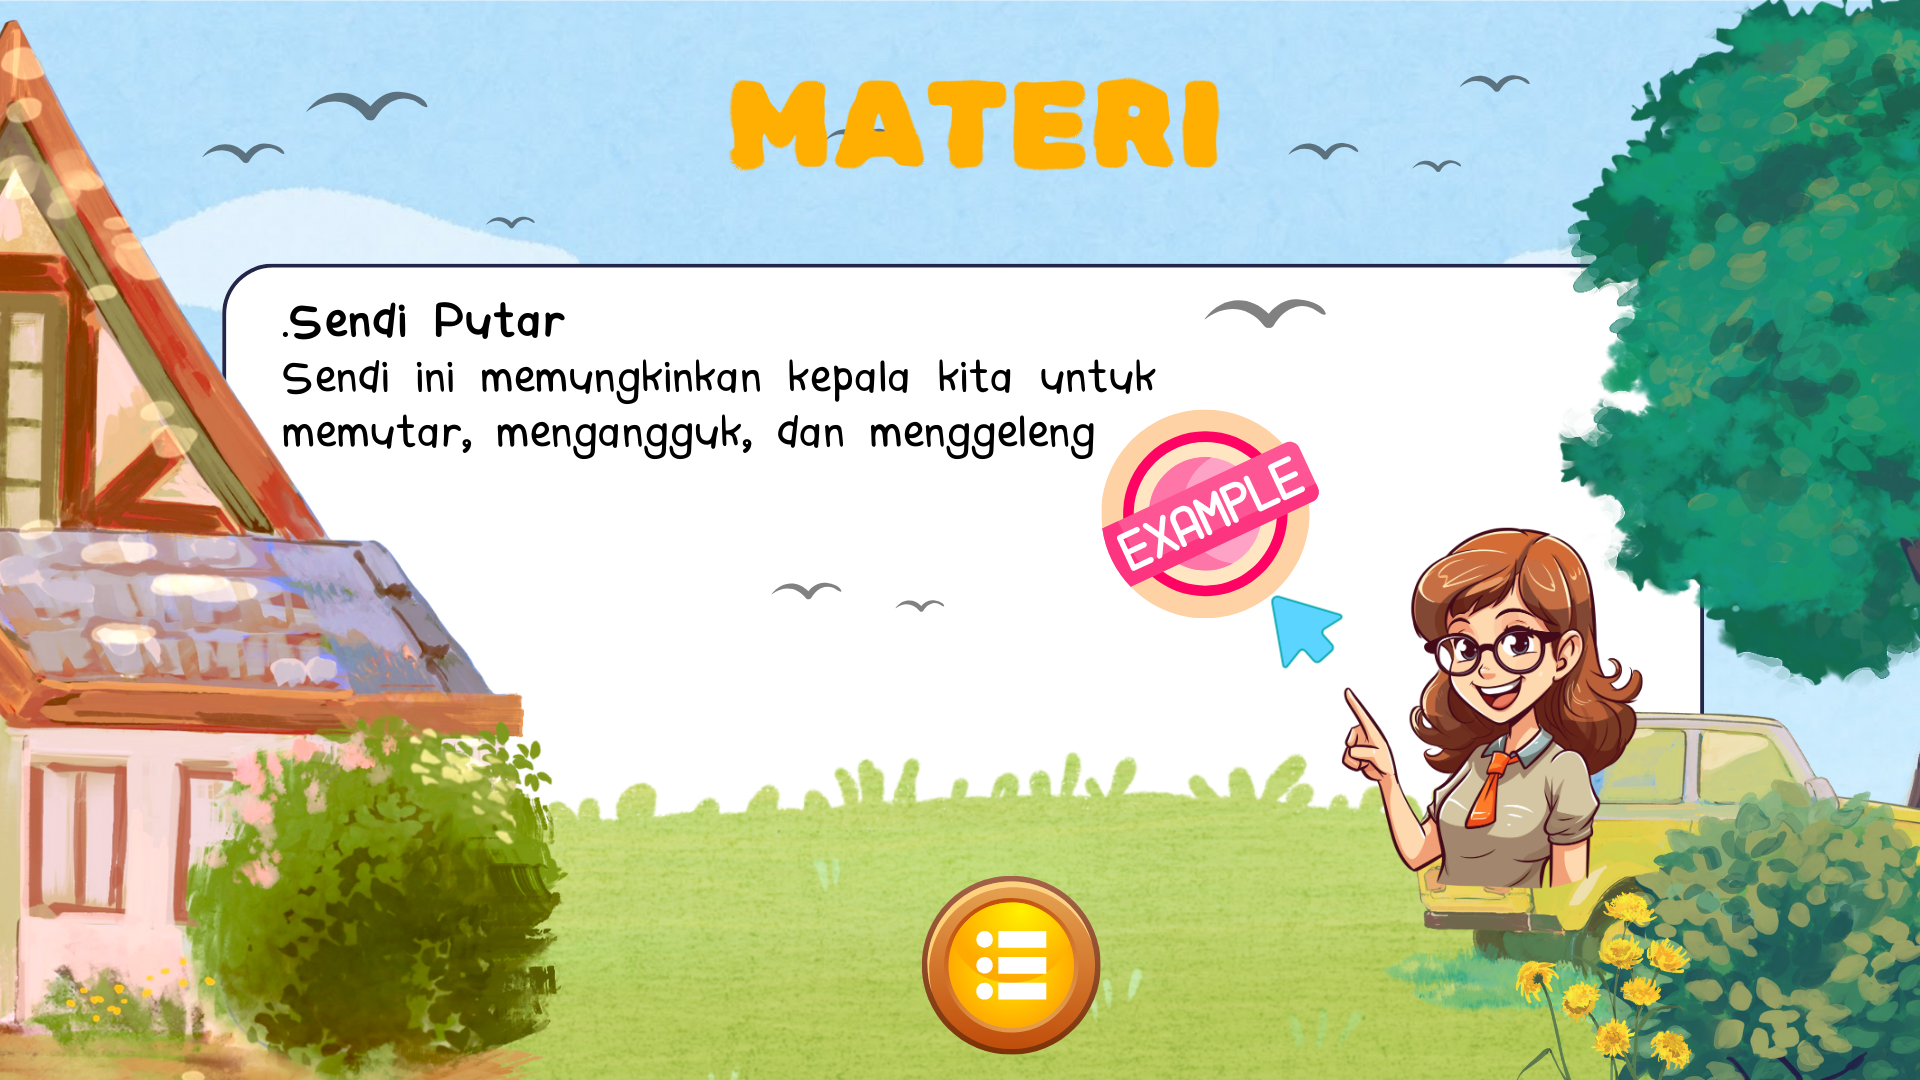 MATERI
.Sendi Putar
Sendi ini memungkinkan kepala kita untuk
memutar, mengangguk, dan menggeleng
EXAMPLE